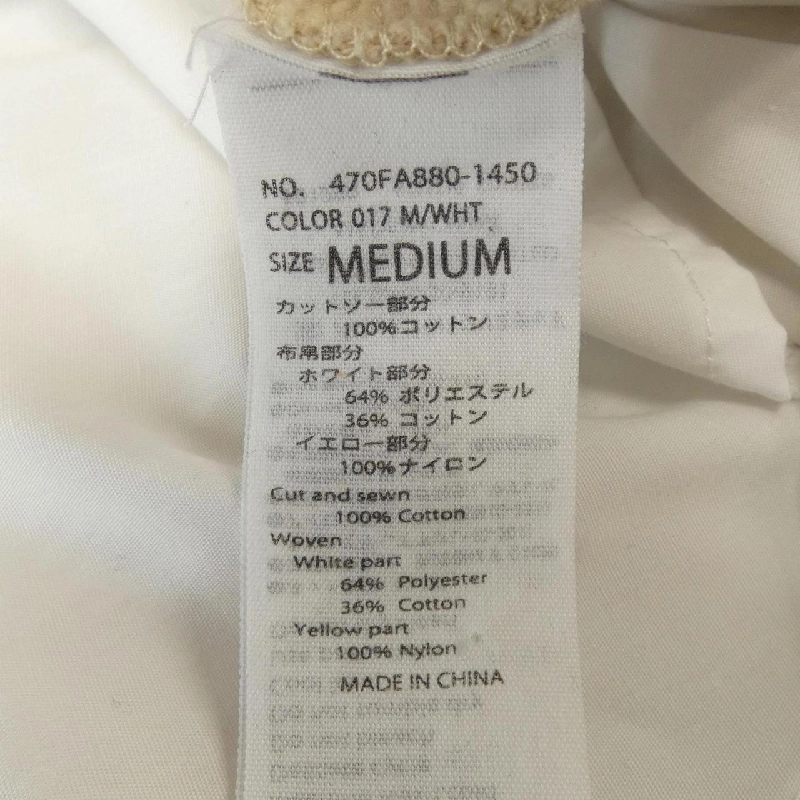 NO. 470FA880-1450
COLOR 017 M/WHT
SIZE MEDIUM
カットソー部分
100%コットン
布帛部分
ホワイト部分
64% ポリエステル
36% コットン
イエロー部分
100%ナイロン
Cut and sewn
100% Cotton
Woven
White part
64% Polyester
36% Cotton
Yellow part
100% Nylon
MADE IN CHINA